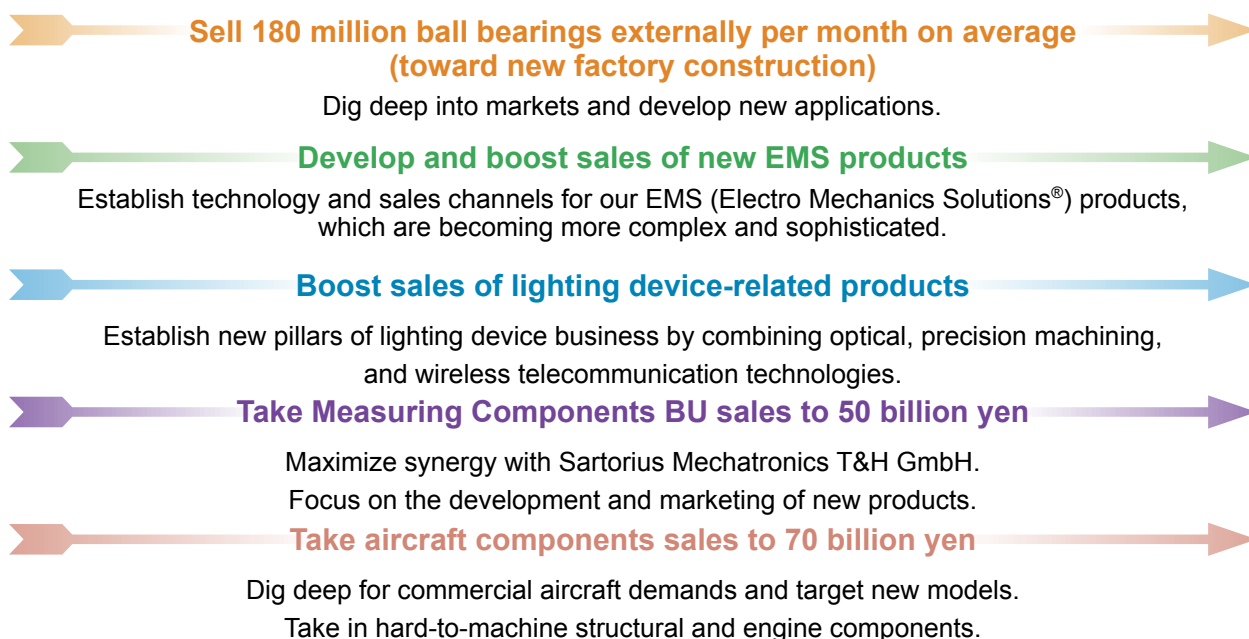 Sell 180 million ball bearings externally per month on average
(toward new factory construction)
Dig deep into markets and develop new applications.
Develop and boost sales of new EMS products
Establish technology and sales channels for our EMS (Electro Mechanics Solutions®) products,
which are becoming more complex and sophisticated.
Boost sales of lighting device-related products
Establish new pillars of lighting device business by combining optical, precision machining,
and wireless telecommunication technologies.
Take Measuring Components BU sales to 50 billion yen
Maximize synergy with Sartorius Mechatronics T&H GmbH.
Focus on the development and marketing of new products.
Take aircraft components sales to 70 billion yen
Dig deep for commercial aircraft demands and target new models.
Take in hard-to-machine structural and engine components.